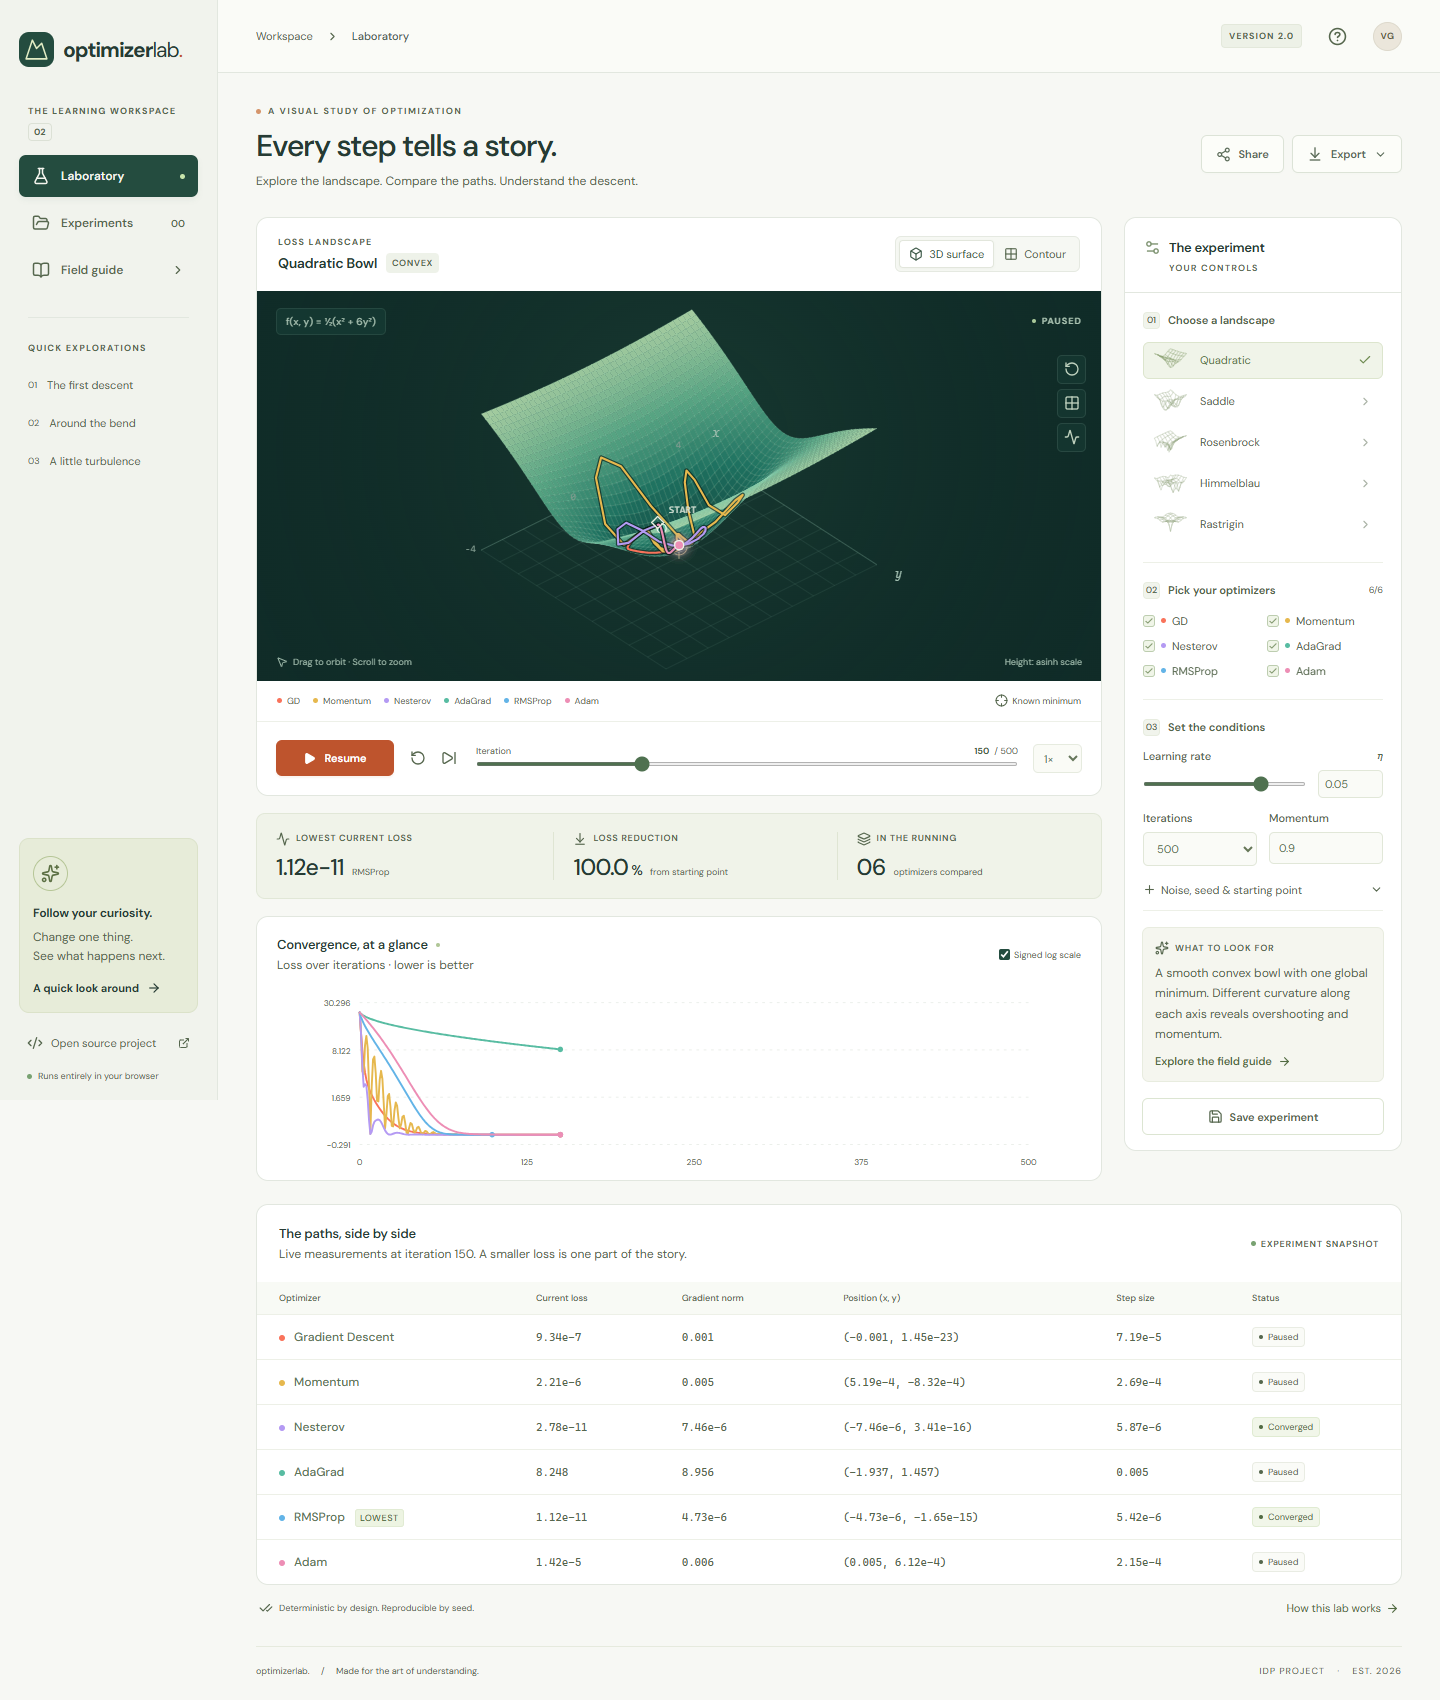 optimizerlab.
THE LEARNING WORKSPACE
02
Laboratory
Experiments 00
Field guide
QUICK EXPLORATIONS
01 The first descent
02 Around the bend
03 A little turbulence
Follow your curiosity.
Change one thing.
See what happens next.
A quick look around
Open source project
Runs entirely in your browser
Workspace Laboratory
VERSION 2.0
VG
A VISUAL STUDY OF OPTIMIZATION
Every step tells a story.
Explore the landscape. Compare the paths. Understand the descent.
Share
Export
LOSS LANDSCAPE
Quadratic Bowl CONVEX
3D surface Contour
f(x, y) = ½(x² + 6y²)
PAUSED
x
4
0
START
-4
y
Drag to orbit · Scroll to zoom
Height: asinh scale
GD Momentum Nesterov AdaGrad RMSProp Adam
Known minimum
Resume
Iteration
150 / 500
1×
LOWEST CURRENT LOSS
1.12e−11 RMSProp
LOSS REDUCTION
100.0 % from starting point
IN THE RUNNING
06 optimizers compared
Convergence, at a glance
Loss over iterations · lower is better
Signed log scale
30.296
8.122
1.659
−0.291
0 125 250 375 500
The experiment
YOUR CONTROLS
01 Choose a landscape
Quadratic
Saddle
Rosenbrock
Himmelblau
Rastrigin
02 Pick your optimizers 6/6
GD Momentum
Nesterov AdaGrad
RMSProp Adam
03 Set the conditions
Learning rate η
0.05
Iterations Momentum
500 0.9
Noise, seed & starting point
WHAT TO LOOK FOR
A smooth convex bowl with one global
minimum. Different curvature along
each axis reveals overshooting and
momentum.
Explore the field guide
Save experiment
The paths, side by side
Live measurements at iteration 150. A smaller loss is one part of the story.
EXPERIMENT SNAPSHOT
Optimizer Current loss Gradient norm Position (x, y) Step size Status
Gradient Descent 9.34e−7 0.001 (−0.001, 1.45e−23) 7.19e−5 Paused
Momentum 2.21e−6 0.005 (5.19e−4, −8.32e−4) 2.69e−4 Paused
Nesterov 2.78e−11 7.46e−6 (−7.46e−6, 3.41e−16) 5.87e−6 Converged
AdaGrad 8.248 8.956 (−1.937, 1.457) 0.005 Paused
RMSProp LOWEST 1.12e−11 4.73e−6 (−4.73e−6, −1.65e−15) 5.42e−6 Converged
Adam 1.42e−5 0.006 (0.005, 6.12e−4) 2.15e−4 Paused
Deterministic by design. Reproducible by seed.
How this lab works
optimizerlab. / Made for the art of understanding.
IDP PROJECT · EST. 2026